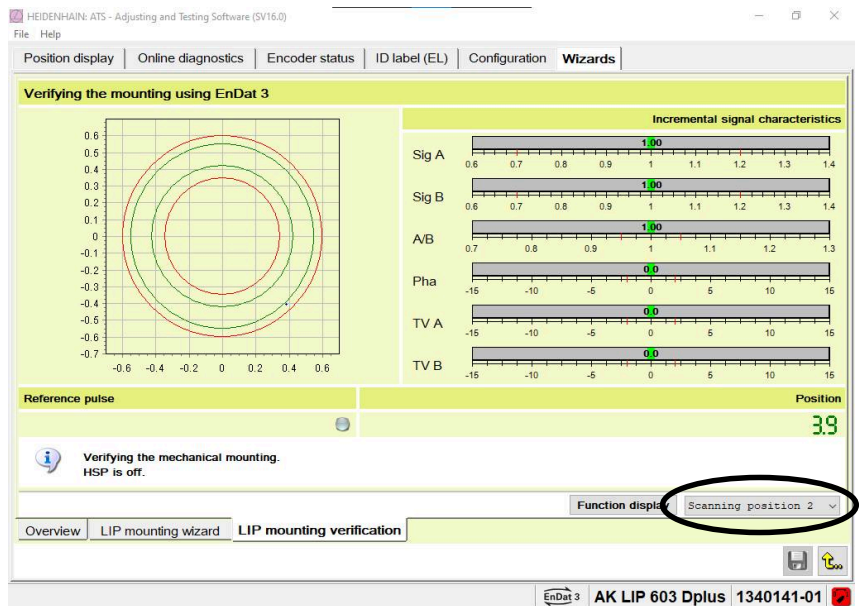 HEIDENHAIN: ATS - Adjusting and Testing Software (SV16.0)
File Help
Position display Online diagnostics Encoder status ID label (EL) Configuration Wizards
Verifying the mounting using EnDat 3
Incremental signal characteristics
0.6
0.5
0.4
0.3
0.2
0.1
0
-0.1
-0.2
-0.3
-0.4
-0.5
-0.6
-0.7
-0.6 -0.4 -0.2 0 0.2 0.4 0.6
Sig A
1.00
0.6 0.7 0.8 0.9 1 1.1 1.2 1.3 1.4
Sig B
1.00
0.6 0.7 0.8 0.9 1 1.1 1.2 1.3 1.4
A/B
1.00
0.7 0.8 0.9 1 1.1 1.2 1.3
Pha
0.0
-15 -10 -5 0 5 10 15
TV A
0.0
-15 -10 -5 0 5 10 15
TV B
0.0
-15 -10 -5 0 5 10 15
Reference pulse
Position
3.9
Verifying the mechanical mounting.
HSP is off.
Function display Scanning position 2
Overview LIP mounting wizard LIP mounting verification
EnDat 3 AK LIP 603 Dplus 1340141-01